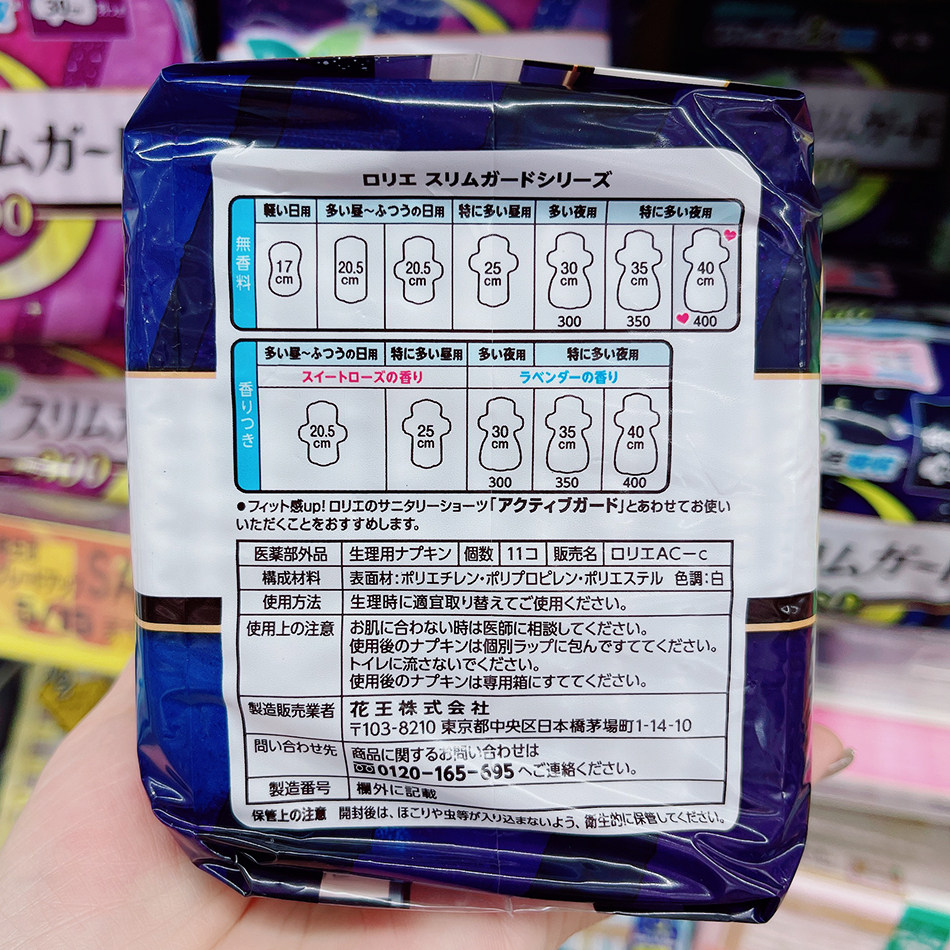 ロリエ スリムガードシリーズ
無香料
軽い日用 多い昼～ふつうの日用 特に多い昼用 多い夜用 特に多い夜用
17cm 20.5cm 20.5cm 25cm 30cm 35cm 40cm
300 350 400
香りつき
多い昼～ふつうの日用 特に多い昼用 多い夜用 特に多い夜用
スイートローズの香り ラベンダーの香り
20.5cm 25cm 30cm 35cm 40cm
300 350 400
●フィット感up! ロリエのサニタリーショーツ「アクティブガード」とあわせてお使い
いただくことをおすすめします。
医薬部外品 生理用ナプキン 個数 11コ 販売名 ロリエAC－c
構成材料 表面材:ポリエチレン・ポリプロピレン・ポリエステル 色調:白
使用方法 生理時に適宜取り替えてご使用ください。
使用上の注意 お肌に合わない時は医師に相談してください。
使用後のナプキンは個別ラップに包んですててください。
トイレに流さないでください。
使用後のナプキンは専用箱にすててください。
製造販売業者 花王株式会社
〒103-8210 東京都中央区日本橋茅場町1-14-10
問い合わせ先 商品に関するお問い合わせは
0120-165-695 へご連絡ください。
製造番号 欄外に記載
保管上の注意 開封後は、ほこりや虫等が入り込まないよう、衛生的に保管してください。
ムガード
スリムガ
リムガード
ムガード